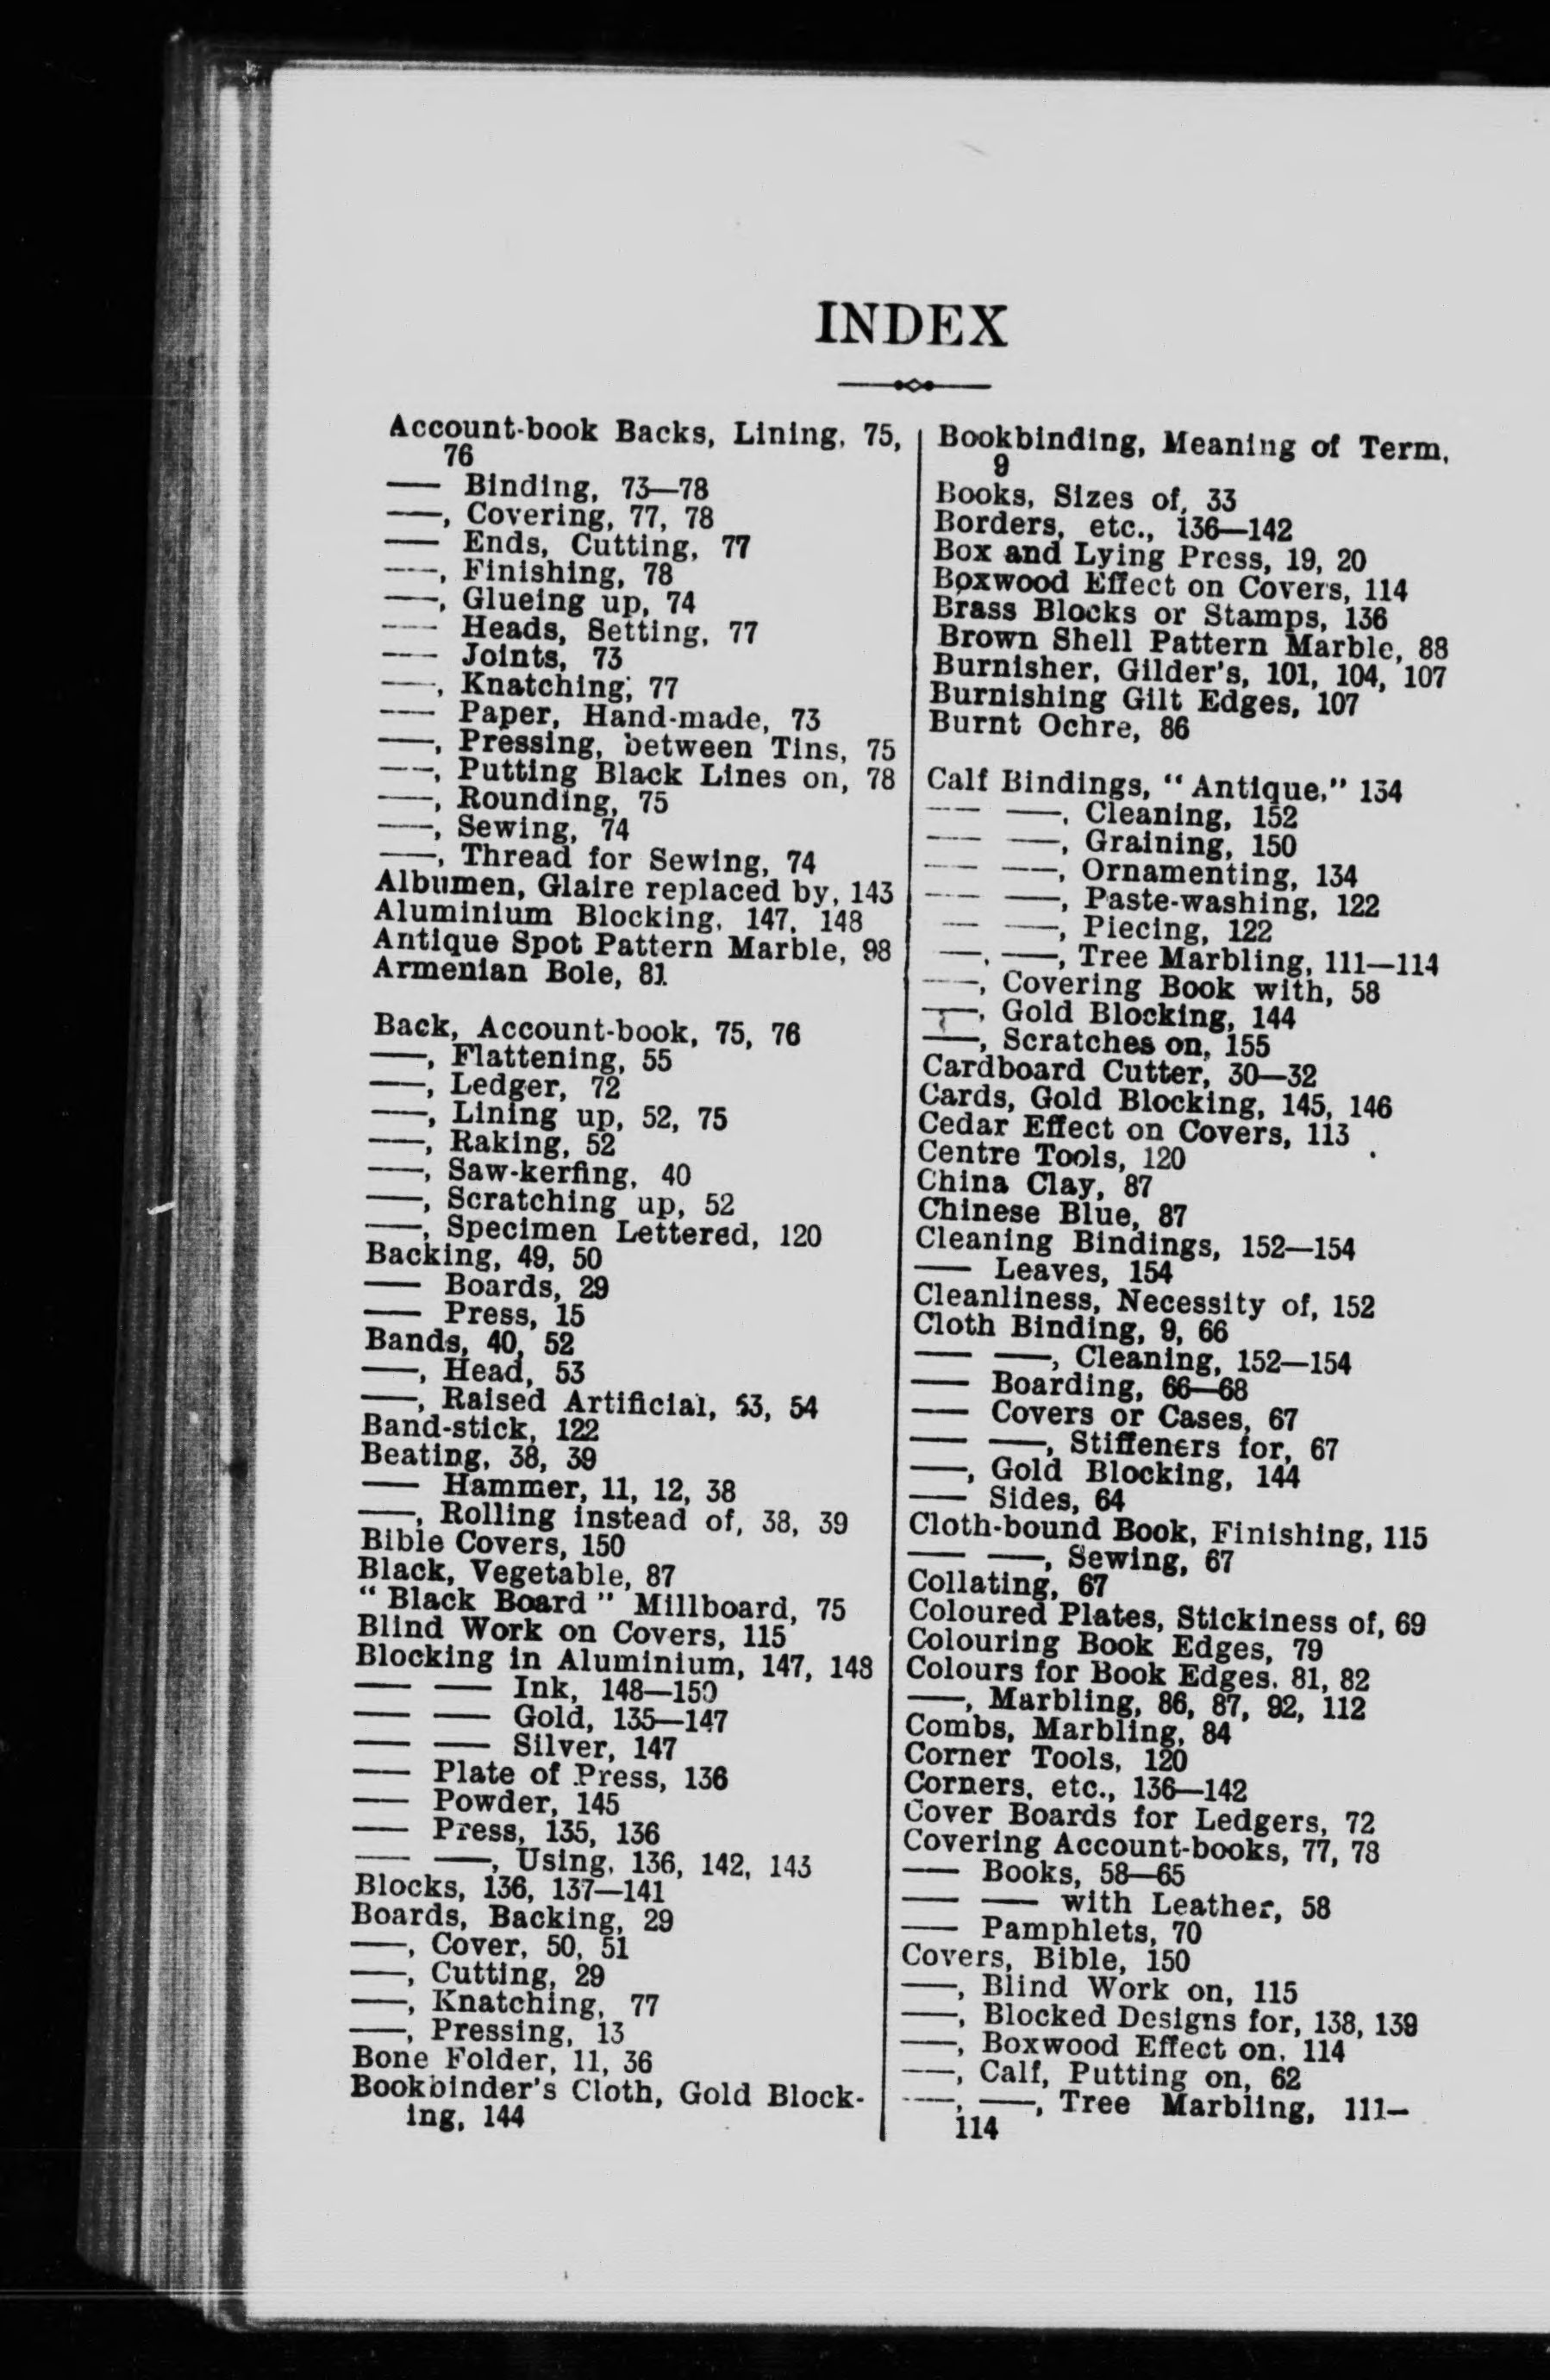 INDEX
Account-book Backs, Lining, 75,
76
—— Binding, 73—78
——, Covering, 77, 78
—— Ends, Cutting, 77
——, Finishing, 78
——, Glueing up, 74
—— Heads, Setting, 77
—— Joints, 73
——, Knatching, 77
—— Paper, Hand-made, 73
——, Pressing, between Tins, 75
——, Putting Black Lines on, 78
——, Rounding, 75
——, Sewing, 74
——, Thread for Sewing, 74
Albumen, Glaire replaced by, 143
Aluminium Blocking, 147, 148
Antique Spot Pattern Marble, 98
Armenian Bole, 81
Back, Account-book, 75, 76
——, Flattening, 55
——, Ledger, 72
——, Lining up, 52, 75
——, Raking, 52
——, Saw-kerfing, 40
——, Scratching up, 52
——, Specimen Lettered, 120
Backing, 49, 50
—— Boards, 29
—— Press, 15
Bands, 40, 52
——, Head, 53
——, Raised Artificial, 53, 54
Band-stick, 122
Beating, 38, 39
—— Hammer, 11, 12, 38
——, Rolling instead of, 38, 39
Bible Covers, 150
Black, Vegetable, 87
" Black Board " Millboard, 75
Blind Work on Covers, 115
Blocking in Aluminium, 147, 148
—— —— Ink, 148—150
—— —— Gold, 135—147
—— —— Silver, 147
—— Plate of Press, 136
—— Powder, 145
—— Press, 135, 136
—— ——, Using, 136, 142, 143
Blocks, 136, 137—141
Boards, Backing, 29
——, Cover, 50, 51
——, Cutting, 29
——, Knatching, 77
——, Pressing, 13
Bone Folder, 11, 36
Bookbinder's Cloth, Gold Block-
ing, 144
Bookbinding, Meaning of Term,
9
Books, Sizes of, 33
Borders, etc., 136—142
Box and Lying Press, 19, 20
Boxwood Effect on Covers, 114
Brass Blocks or Stamps, 136
Brown Shell Pattern Marble, 88
Burnisher, Gilder's, 101, 104, 107
Burnishing Gilt Edges, 107
Burnt Ochre, 86
Calf Bindings, " Antique," 134
—— ——, Cleaning, 152
—— ——, Graining, 150
—— ——, Ornamenting, 134
—— ——, Paste-washing, 122
—— ——, Piecing, 122
——, ——, Tree Marbling, 111—114
——, Covering Book with, 58
——, Gold Blocking, 144
——, Scratches on, 155
Cardboard Cutter, 30—32
Cards, Gold Blocking, 145, 146
Cedar Effect on Covers, 113
Centre Tools, 120
China Clay, 87
Chinese Blue, 87
Cleaning Bindings, 152—154
—— Leaves, 154
Cleanliness, Necessity of, 152
Cloth Binding, 9, 66
—— ——, Cleaning, 152—154
—— Boarding, 66—68
—— Covers or Cases, 67
—— ——, Stiffeners for, 67
——, Gold Blocking, 144
—— Sides, 64
Cloth-bound Book, Finishing, 115
—— ——, Sewing, 67
Collating, 67
Coloured Plates, Stickiness of, 69
Colouring Book Edges, 79
Colours for Book Edges, 81, 82
——, Marbling, 86, 87, 92, 112
Combs, Marbling, 84
Corner Tools, 120
Corners, etc., 136—142
Cover Boards for Ledgers, 72
Covering Account-books, 77, 78
—— Books, 58—65
—— —— with Leather, 58
—— Pamphlets, 70
Covers, Bible, 150
——, Blind Work on, 115
——, Blocked Designs for, 138, 139
——, Boxwood Effect on, 114
——, Calf, Putting on, 62
——, ——, Tree Marbling, 111—
114